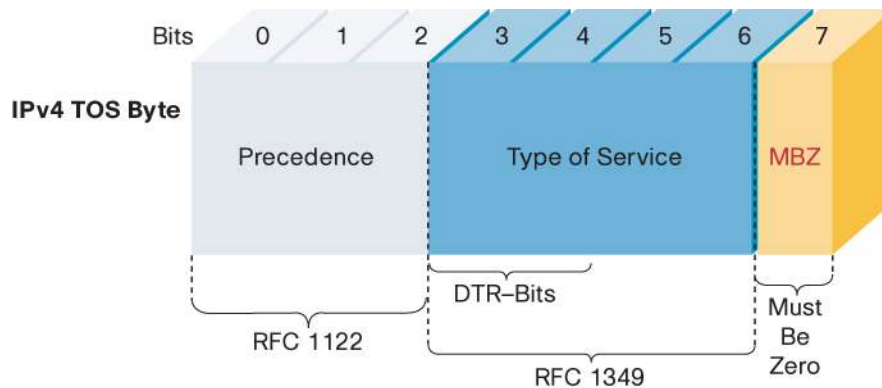 Bits 0 1 2 3 4 5 6 7
IPv4 TOS Byte
Precedence Type of Service MBZ
DTR–Bits
RFC 1122
RFC 1349
Must
Be
Zero